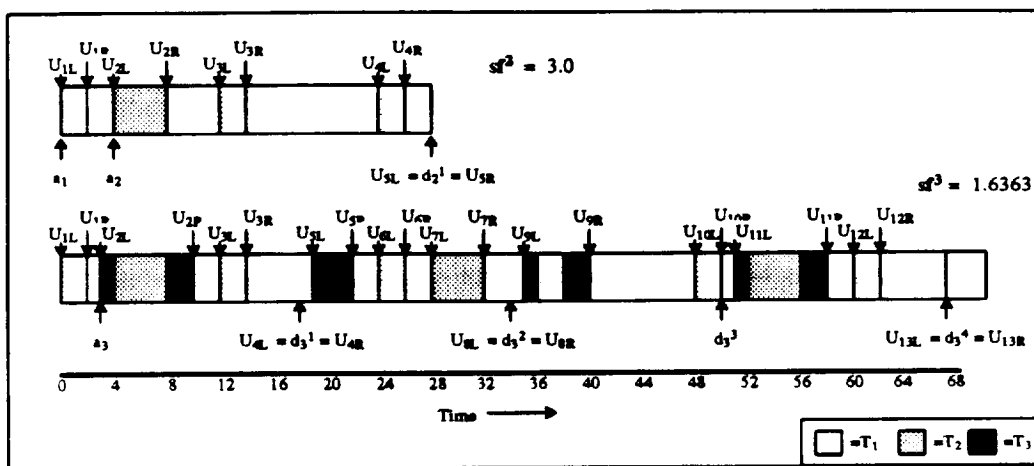 U1R U2R U3R U4R
U1L U2L U3L U4L
sf² = 3.0
a1 a2 U5L = d2¹ = U5R
sf³ = 1.6363
U1R U2R U3R U5R U6R U7R U9R U10R U11R U12R
U1L U2L U3L U5L U6L U7L U9L U10L U11L U12L
a3 U4L = d3¹ = U4R U8L = d3² = U8R d3³ U13L = d3⁴ = U13R
0 4 8 12 16 20 24 28 32 36 40 44 48 52 56 60 64 68
Time
=T1 =T2 =T3